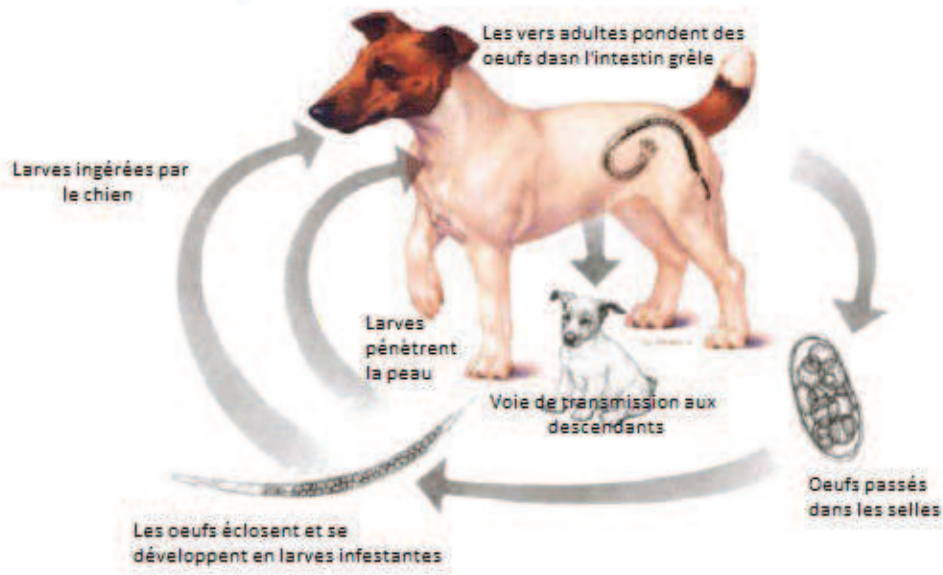 Les vers adultes pondent des
oeufs dasn l'intestin grêle
Larves ingérées par
le chien
Larves
pénètrent
la peau
Voie de transmission aux
descendants
Oeufs passés
dans les selles
Les oeufs éclosent et se
développent en larves infestantes